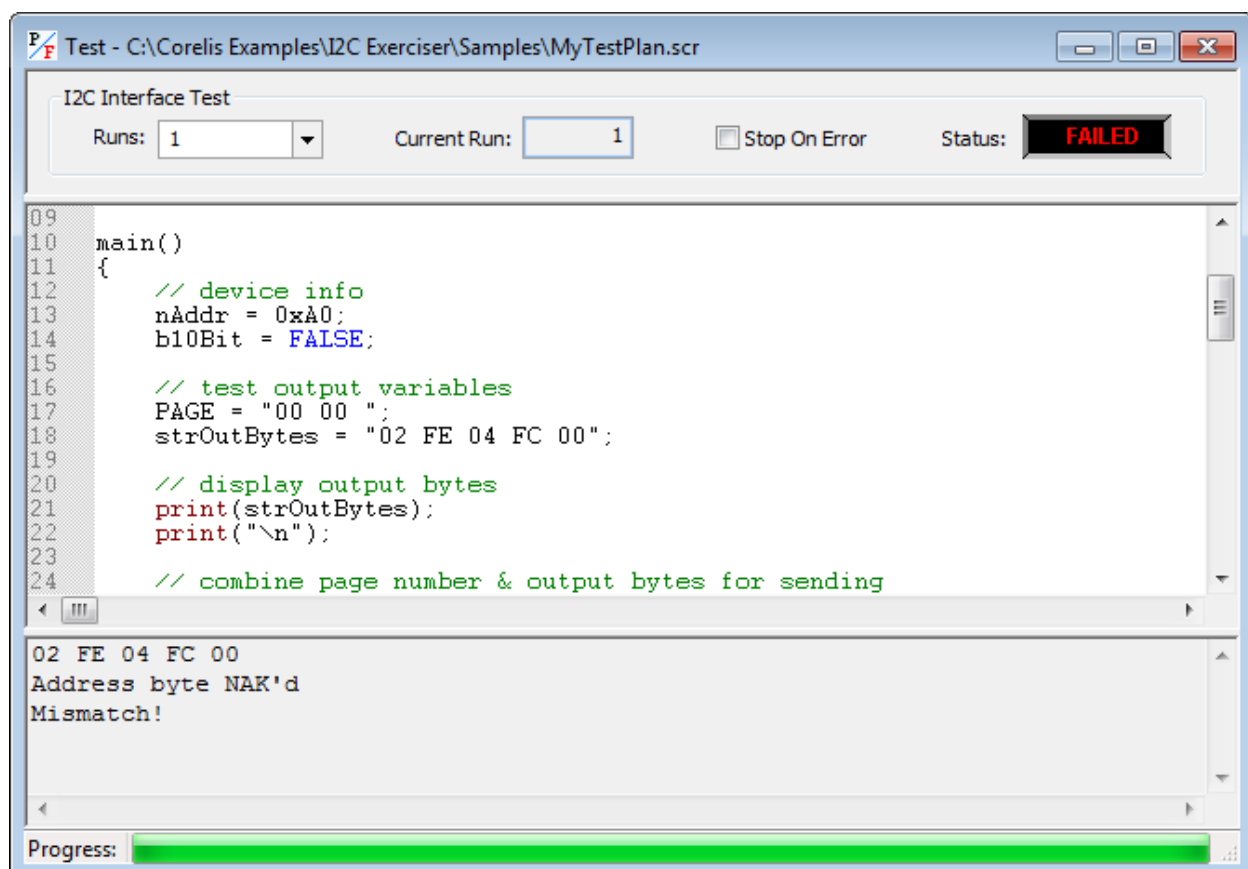 P/F Test - C:\Corelis Examples\I2C Exerciser\Samples\MyTestPlan.scr
I2C Interface Test
Runs: 1 Current Run: 1 Stop On Error Status: FAILED
09
10 main()
11 {
12 // device info
13 nAddr = 0xA0;
14 b10Bit = FALSE;
15
16 // test output variables
17 PAGE = "00 00 ";
18 strOutBytes = "02 FE 04 FC 00";
19
20 // display output bytes
21 print(strOutBytes);
22 print("\n");
23
24 // combine page number & output bytes for sending
02 FE 04 FC 00
Address byte NAK'd
Mismatch!
Progress: